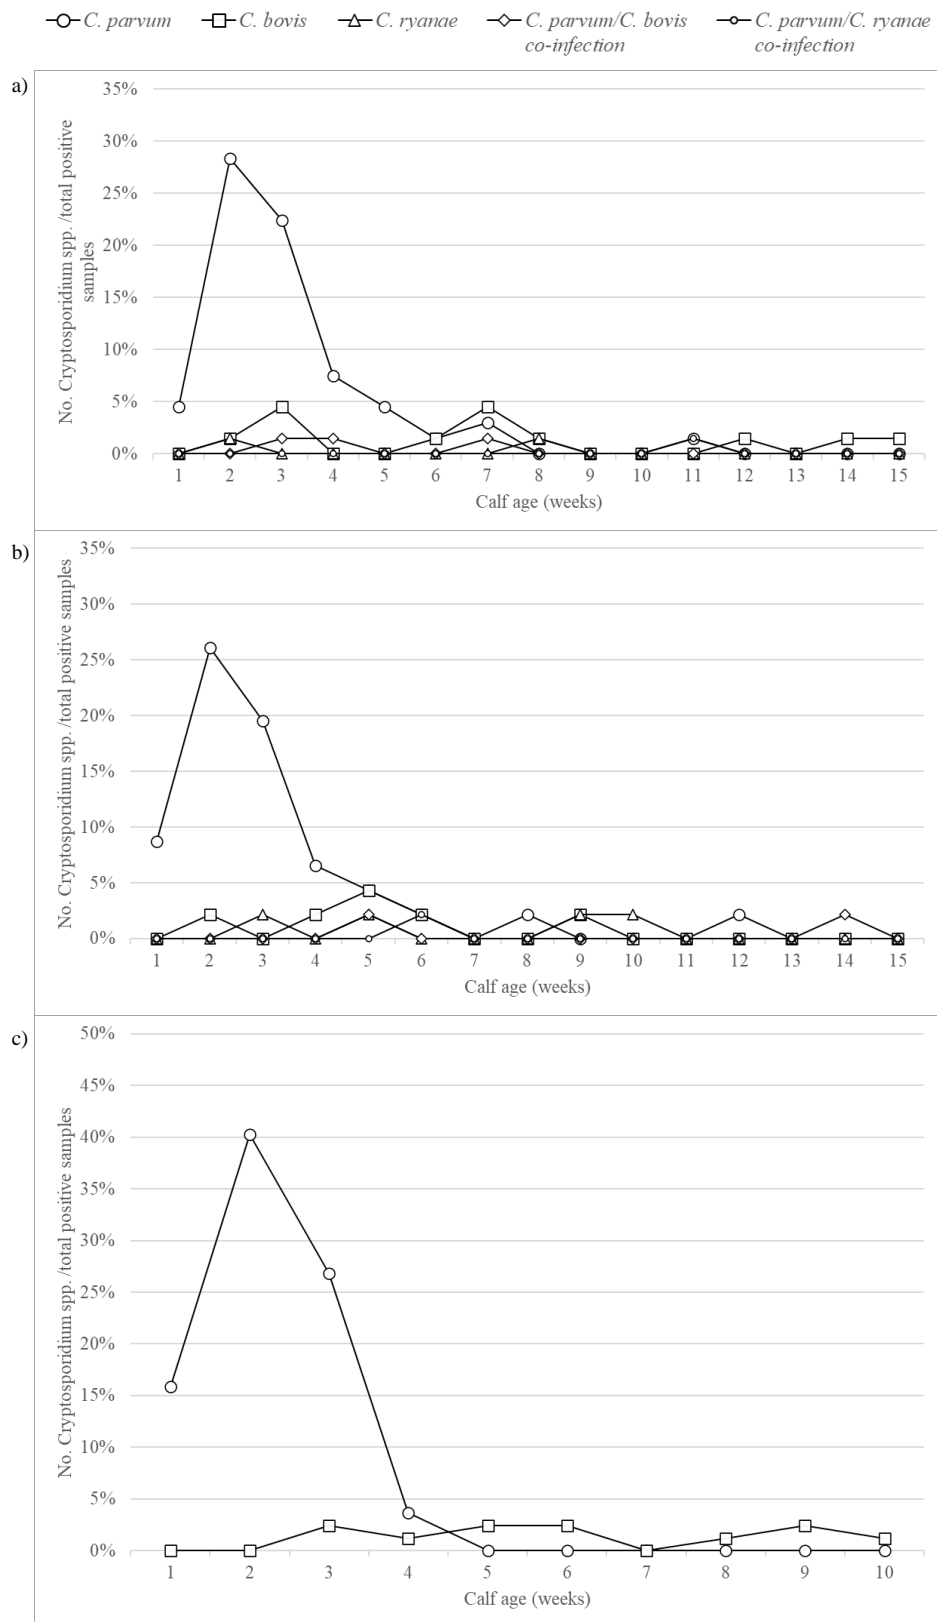 C. parvum C. bovis C. ryanae C. parvum/C. bovis C. parvum/C. ryanae
co-infection co-infection
a)
No. Cryptosporidium spp./total positive
samples
35%
30%
25%
20%
15%
10%
5%
0%
1 2 3 4 5 6 7 8 9 10 11 12 13 14 15
Calf age (weeks)
b)
No. Cryptosporidium spp./total positive samples
35%
30%
25%
20%
15%
10%
5%
0%
1 2 3 4 5 6 7 8 9 10 11 12 13 14 15
Calf age (weeks)
c)
No. Cryptosporidium spp./total positive samples
50%
45%
40%
35%
30%
25%
20%
15%
10%
5%
0%
1 2 3 4 5 6 7 8 9 10
Calf age (weeks)